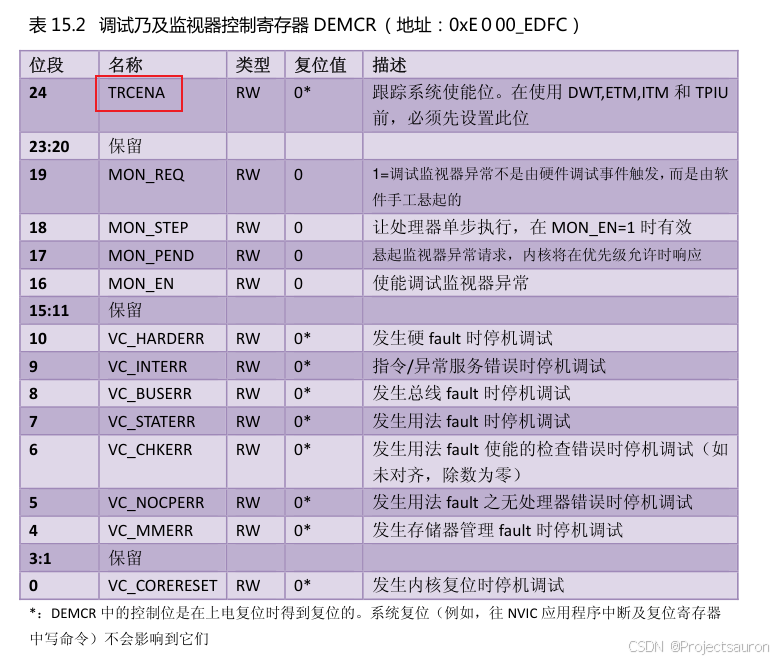 表 15.2 调试乃及监视器控制寄存器 DEMCR（地址：0xE000_EDFC）
位段 名称 类型 复位值 描述
24 TRCENA RW 0* 跟踪系统使能位。在使用 DWT,ETM,ITM 和 TPIU
前，必须先设置此位
23:20 保留
19 MON_REQ RW 0 1=调试监视器异常不是由硬件调试事件触发，而是由软
件手工悬起的
18 MON_STEP RW 0 让处理器单步执行，在 MON_EN=1 时有效
17 MON_PEND RW 0 悬起监视器异常请求，内核将在优先级允许时响应
16 MON_EN RW 0 使能调试监视器异常
15:11 保留
10 VC_HARDERR RW 0* 发生硬 fault 时停机调试
9 VC_INTERR RW 0* 指令/异常服务错误时停机调试
8 VC_BUSERR RW 0* 发生总线 fault 时停机调试
7 VC_STATERR RW 0* 发生用法 fault 时停机调试
6 VC_CHKERR RW 0* 发生用法 fault 使能的检查错误时停机调试（如
未对齐，除数为零）
5 VC_NOCPERR RW 0* 发生用法 fault 之无处理器错误时停机调试
4 VC_MMERR RW 0* 发生存储器管理 fault 时停机调试
3:1 保留
0 VC_CORERESET RW 0* 发生内核复位时停机调试
*：DEMCR 中的控制位是在上电复位时得到复位的。系统复位（例如，往 NVIC 应用程序中断及复位寄存器
中写命令）不会影响到它们
CSDN @Projectsauron